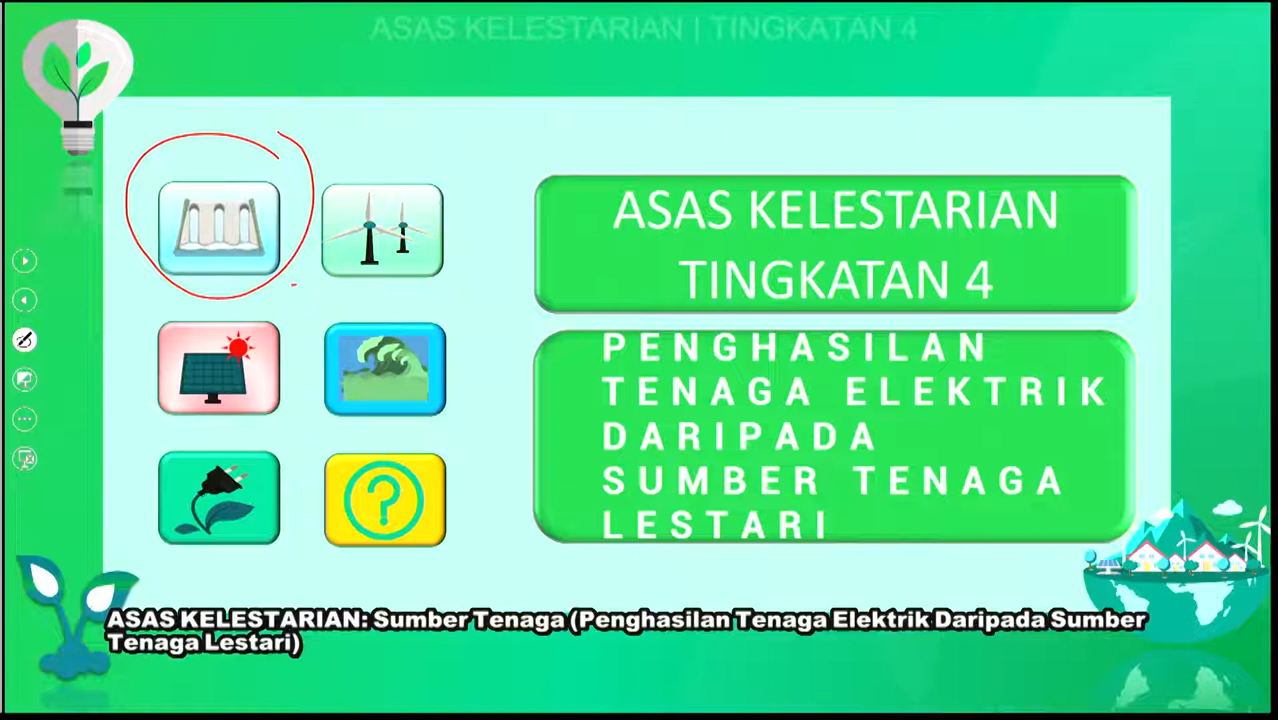 ASAS KELESTARIAN | TINGKATAN 4
ASAS KELESTARIAN
TINGKATAN 4
PENGHASILAN
TENAGA ELEKTRIK
DARIPADA
SUMBER TENAGA
LESTARI
ASAS KELESTARIAN: Sumber Tenaga (Penghasilan Tenaga Elektrik Daripada Sumber
Tenaga Lestari)